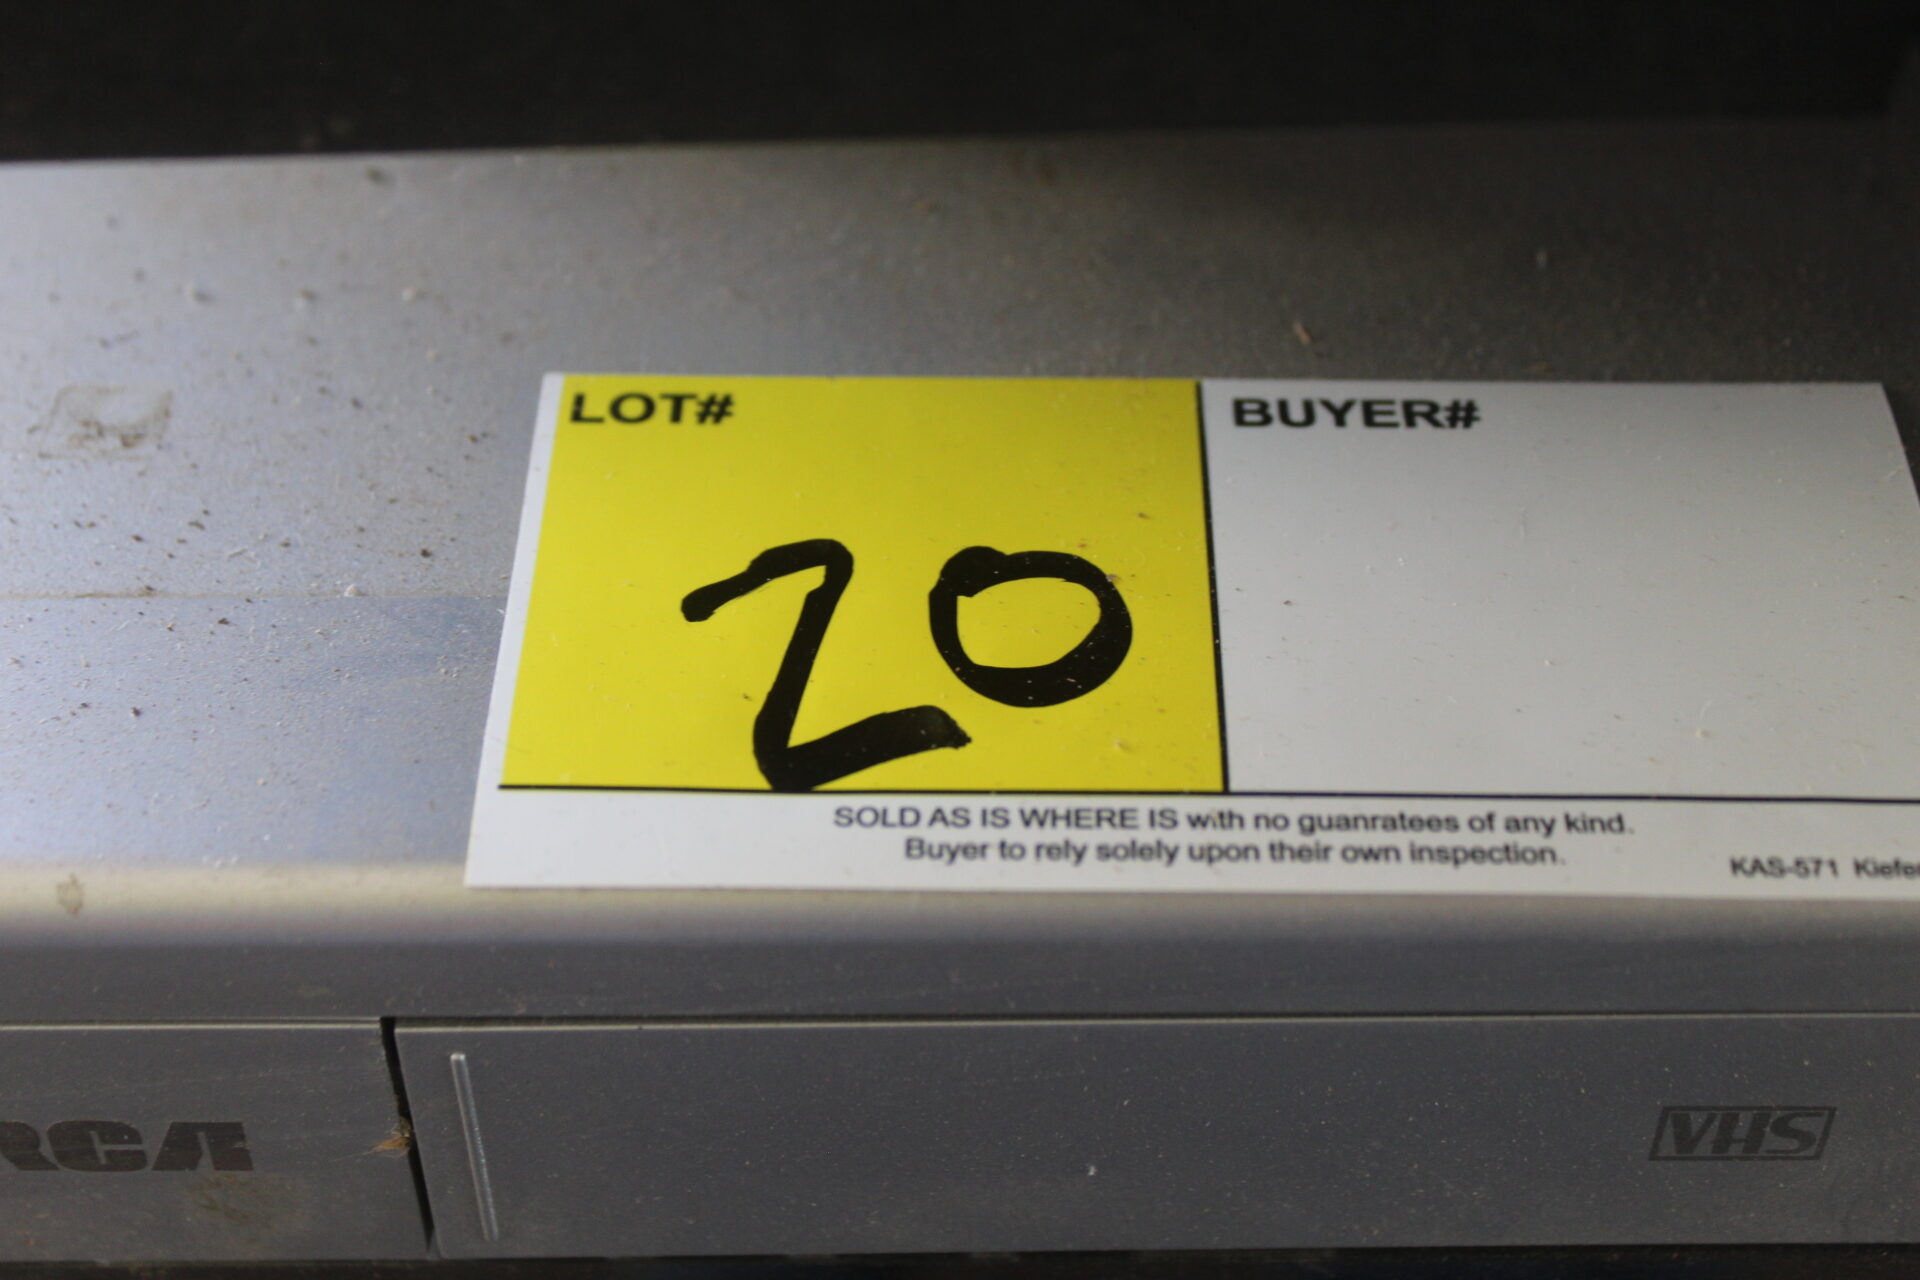 LOT# BUYER#
20
SOLD AS IS WHERE IS with no guanratees of any kind.
Buyer to rely solely upon their own inspection.
KAS-571 Kiefer
RCA VHS